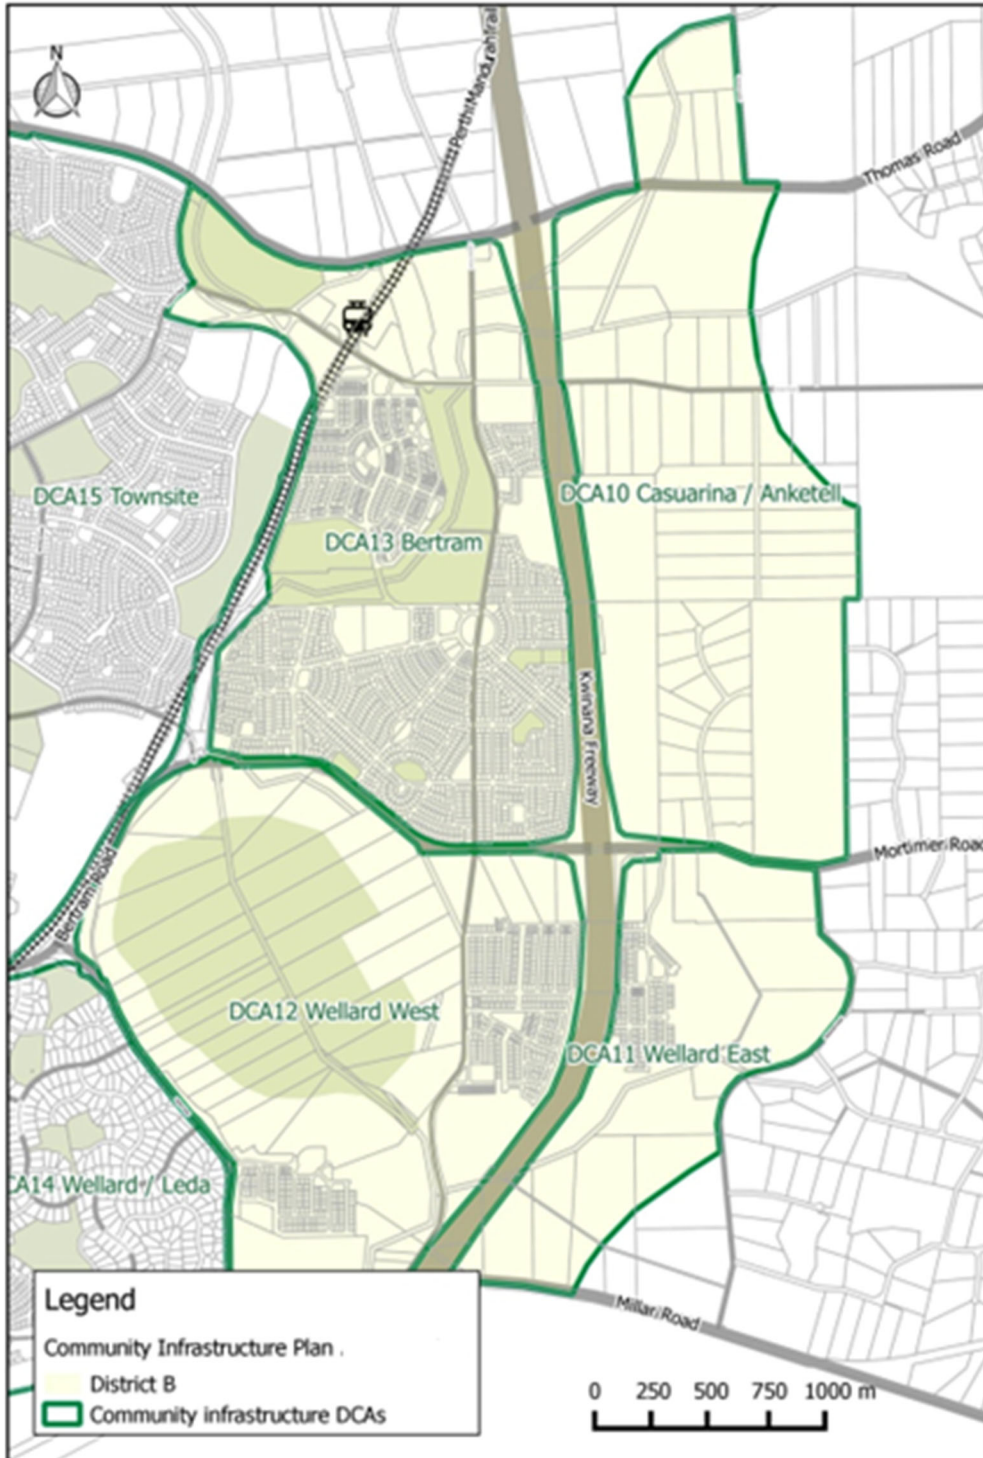 N
Perth/Mandurah rail
Thomas Road
DCA15 Townsite
DCA10 Casuarina / Anketell
DCA13 Bertram
Kwinana Freeway
Mortimer Road
Bertram Road
DCA12 Wellard West
DCA11 Wellard East
CA14 Wellard / Leda
Millar Road
Legend
Community Infrastructure Plan .
District B
Community infrastructure DCAs
0 250 500 750 1000 m